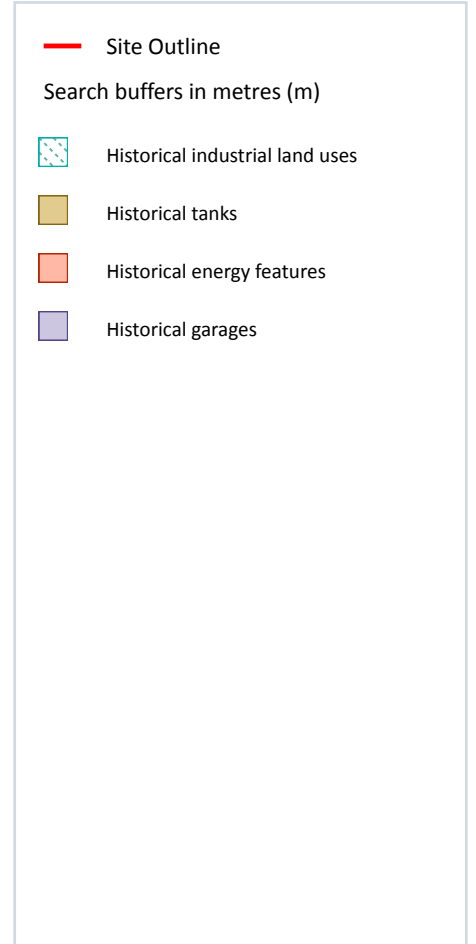 Site Outline
Search buffers in metres (m)
Historical industrial land uses
Historical tanks
Historical energy features
Historical garages